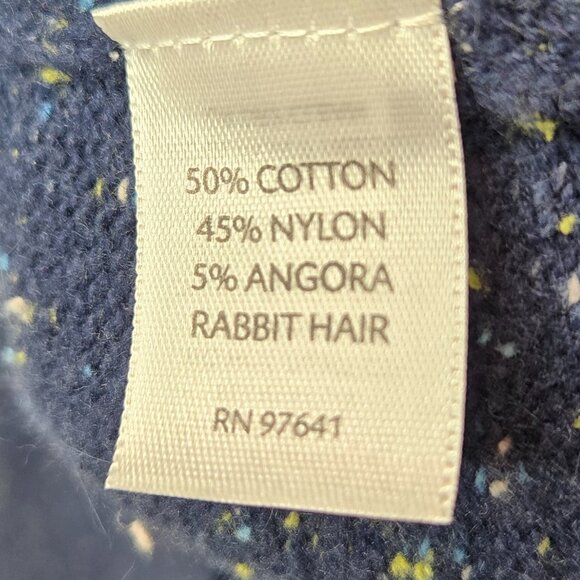 50% COTTON
45% NYLON
5% ANGORA
RABBIT HAIR
RN 97641